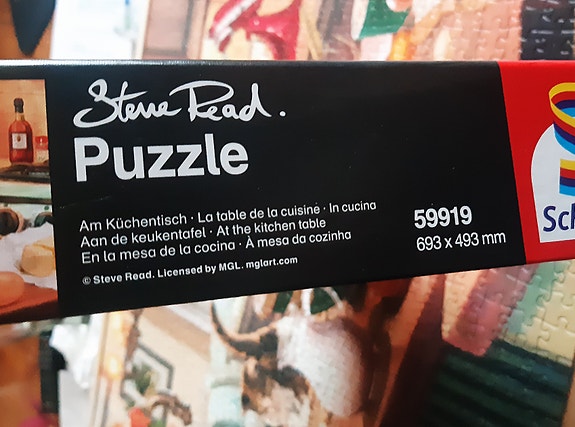 Steve Read.
Puzzle
Am Küchentisch · La table de la cuisine · In cucina
Aan de keukentafel · At the kitchen table
En la mesa de la cocina · À mesa da cozinha
© Steve Read. Licensed by MGL. mglart.com
59919
693 x 493 mm
Sch